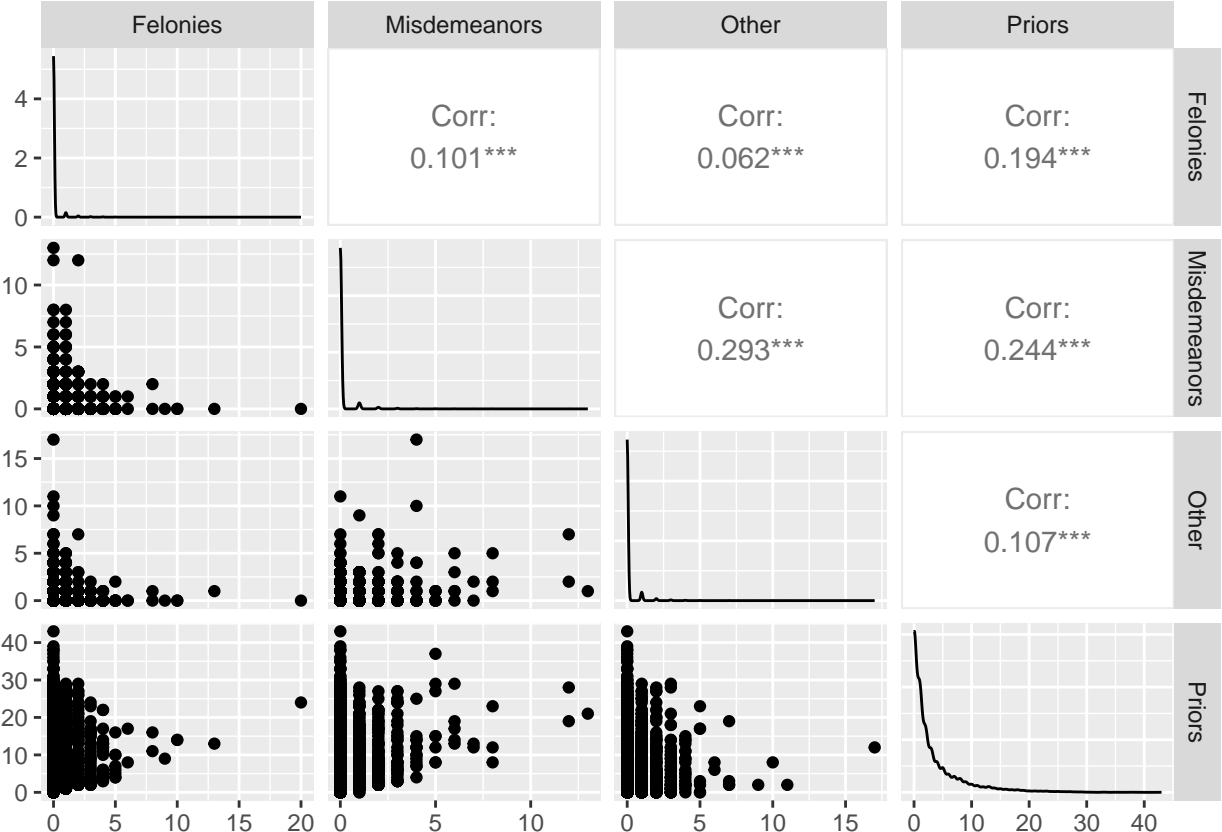 Felonies Misdemeanors Other Priors
4
2
0
Corr:
0.101***
Corr:
0.062***
Corr:
0.194***
Felonies
10
5
0
Corr:
0.293***
Corr:
0.244***
Misdemeanors
15
10
5
0
Corr:
0.107***
Other
40
30
20
10
0
Priors
0 5 10 15 20 0 5 10 0 5 10 15 0 10 20 30 40